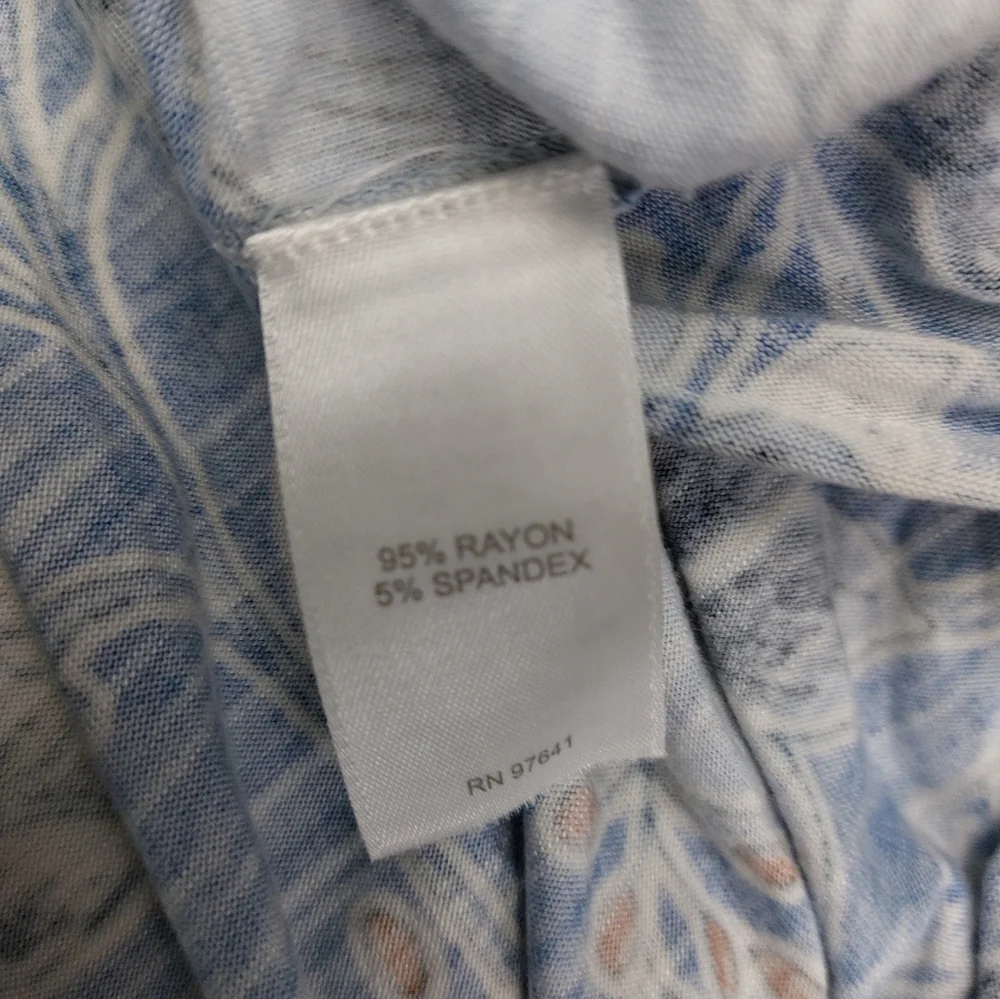 95% RAYON
5% SPANDEX
RN 97641